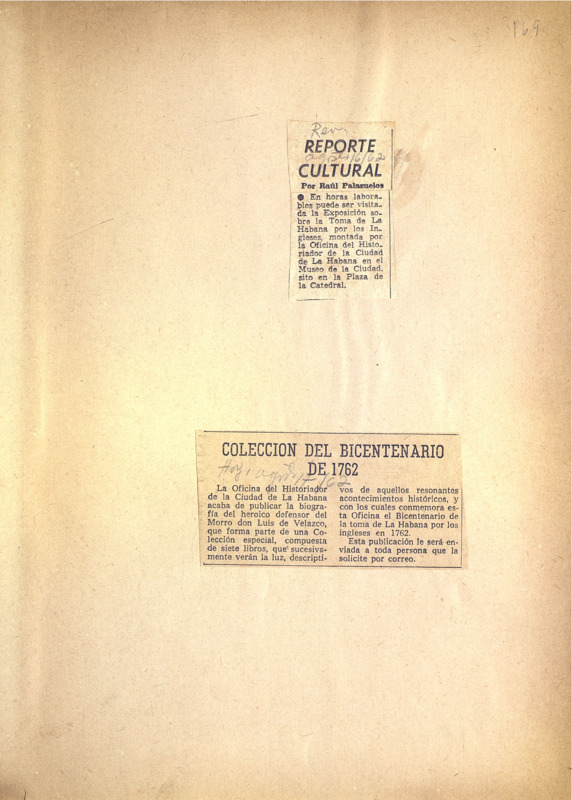 169
Rev.
REPORTE
agosto 6/62
CULTURAL
Por Raúl Palazuelos
● En horas labora-
bles puede ser visita-
da la Exposición so-
bre la Toma de La
Habana por los In-
gleses, montada por
la Oficina del Histo-
riador de la Ciudad
de La Habana en el
Museo de la Ciudad,
sito en la Plaza de
la Catedral.
COLECCION DEL BICENTENARIO
DE 1762
Hoy, agosto 7/62
La Oficina del Historiador
de la Ciudad de La Habana
acaba de publicar la biogra-
fía del heroico defensor del
Morro don Luis de Velazco,
que forma parte de una Co-
lección especial, compuesta
de siete libros, que sucesiva-
mente verán la luz, descripti-
vos de aquellos resonantes
acontecimientos históricos, y
con los cuales conmemora es-
ta Oficina el Bicentenario de
la toma de La Habana por los
ingleses en 1762.
Esta publicación le será en-
viada a toda persona que la
solicite por correo.